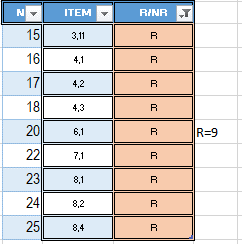 N ITEM R/NR
15 3,11 R
16 4,1 R
17 4,2 R
18 4,3 R
20 6,1 R R=9
22 7,1 R
23 8,1 R
24 8,2 R
25 8,4 R